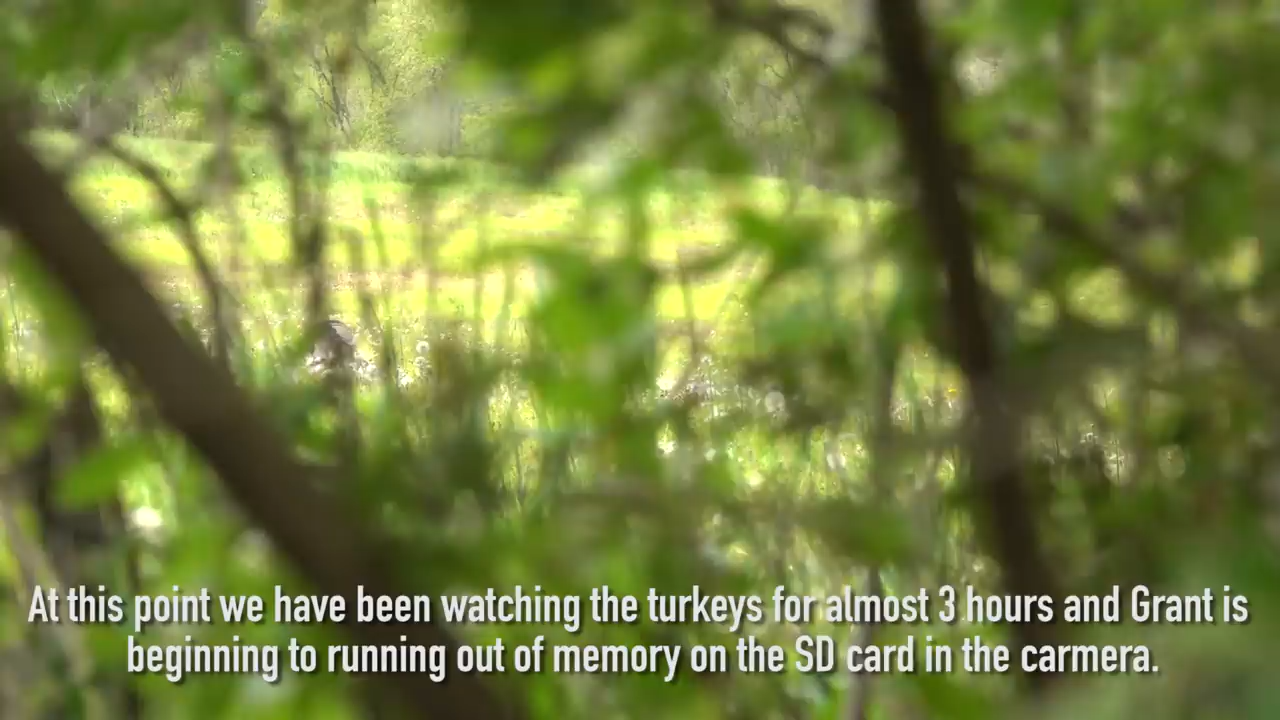 At this point we have been watching the turkeys for almost 3 hours and Grant is
beginning to running out of memory on the SD card in the carmera.